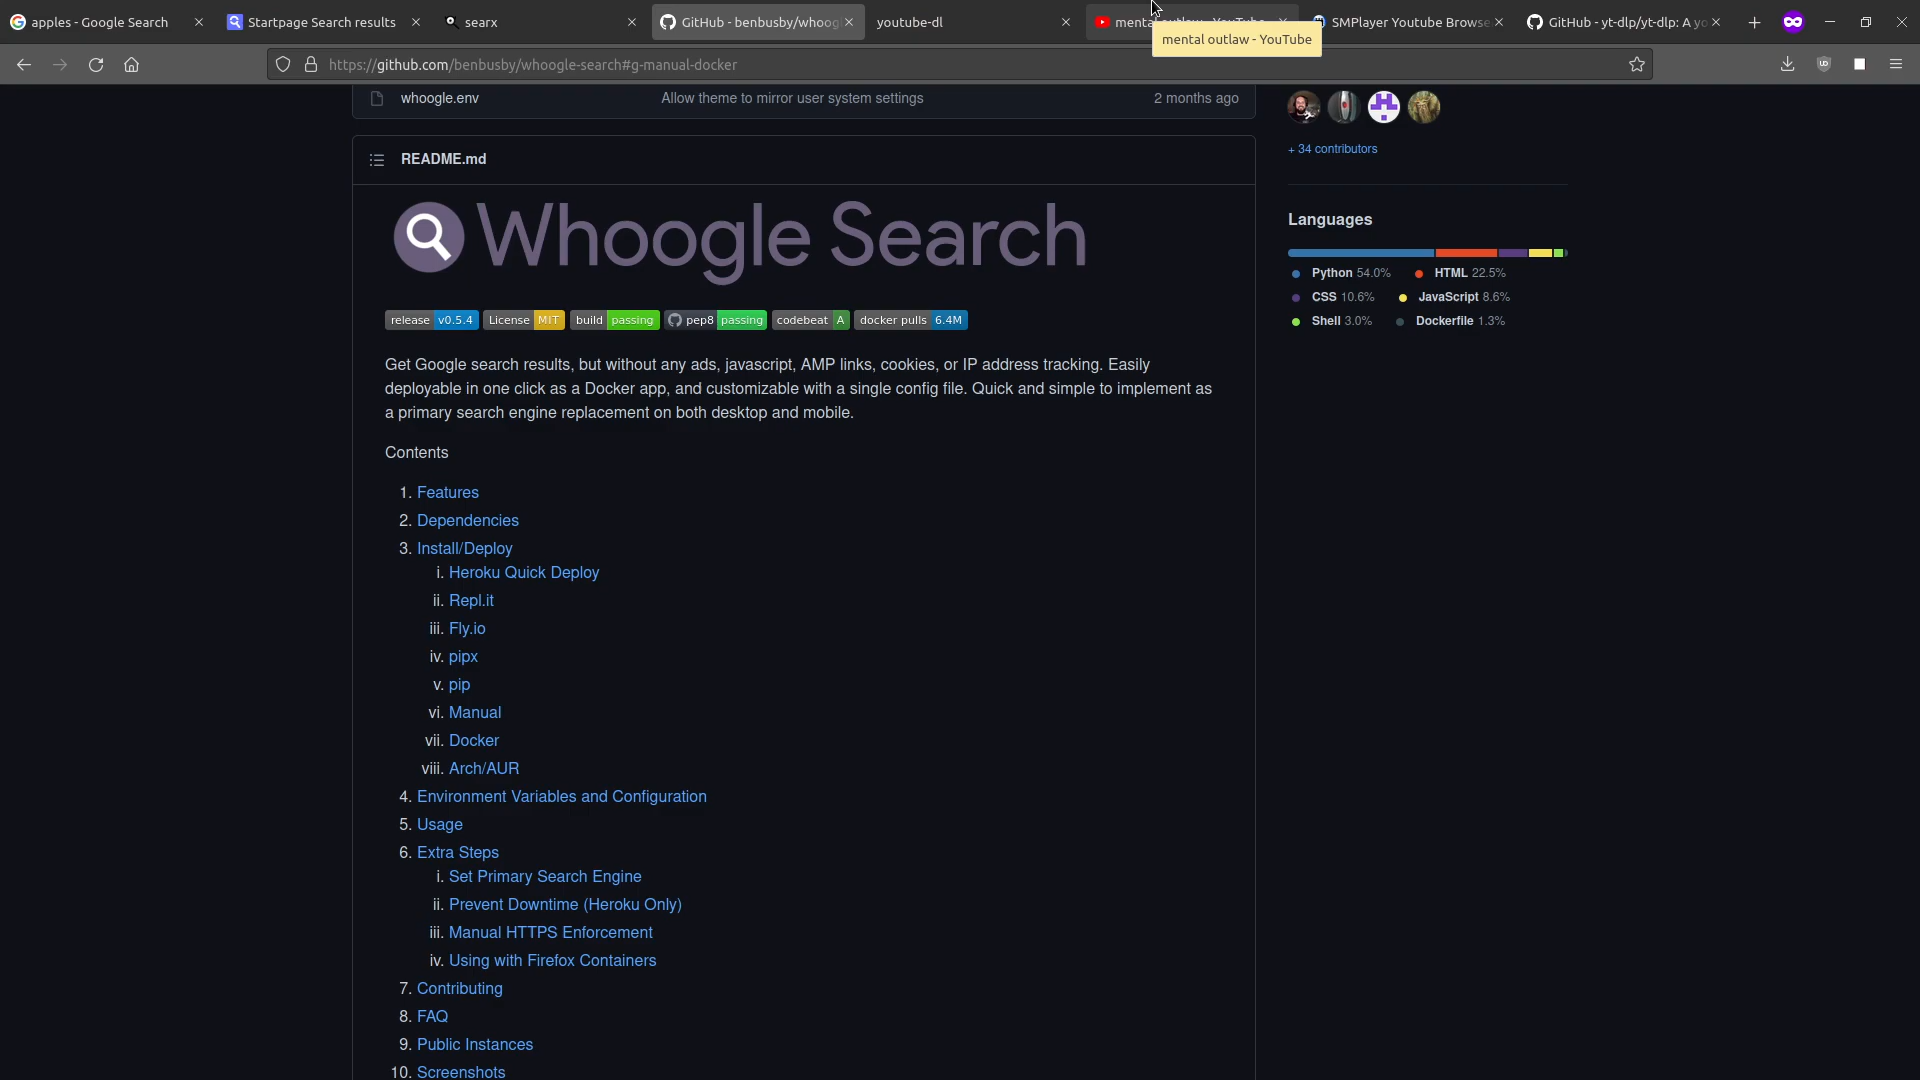 apples - Google Search
Startpage Search results
searx
GitHub - benbusby/whoog
youtube-dl
mental outlaw - YouTube
SMPlayer Youtube Browse
GitHub - yt-dlp/yt-dlp: A yo
mental outlaw - YouTube
https://github.com/benbusby/whoogle-search#g-manual-docker
whoogle.env Allow theme to mirror user system settings 2 months ago
+ 34 contributors
README.md
Whoogle Search
release v0.5.4 License MIT build passing pep8 passing codebeat A docker pulls 6.4M
Get Google search results, but without any ads, javascript, AMP links, cookies, or IP address tracking. Easily
deployable in one click as a Docker app, and customizable with a single config file. Quick and simple to implement as
a primary search engine replacement on both desktop and mobile.
Contents
1. Features
2. Dependencies
3. Install/Deploy
i. Heroku Quick Deploy
ii. Repl.it
iii. Fly.io
iv. pipx
v. pip
vi. Manual
vii. Docker
viii. Arch/AUR
4. Environment Variables and Configuration
5. Usage
6. Extra Steps
i. Set Primary Search Engine
ii. Prevent Downtime (Heroku Only)
iii. Manual HTTPS Enforcement
iv. Using with Firefox Containers
7. Contributing
8. FAQ
9. Public Instances
10. Screenshots
Languages
Python 54.0% HTML 22.5%
CSS 10.6% JavaScript 8.6%
Shell 3.0% Dockerfile 1.3%